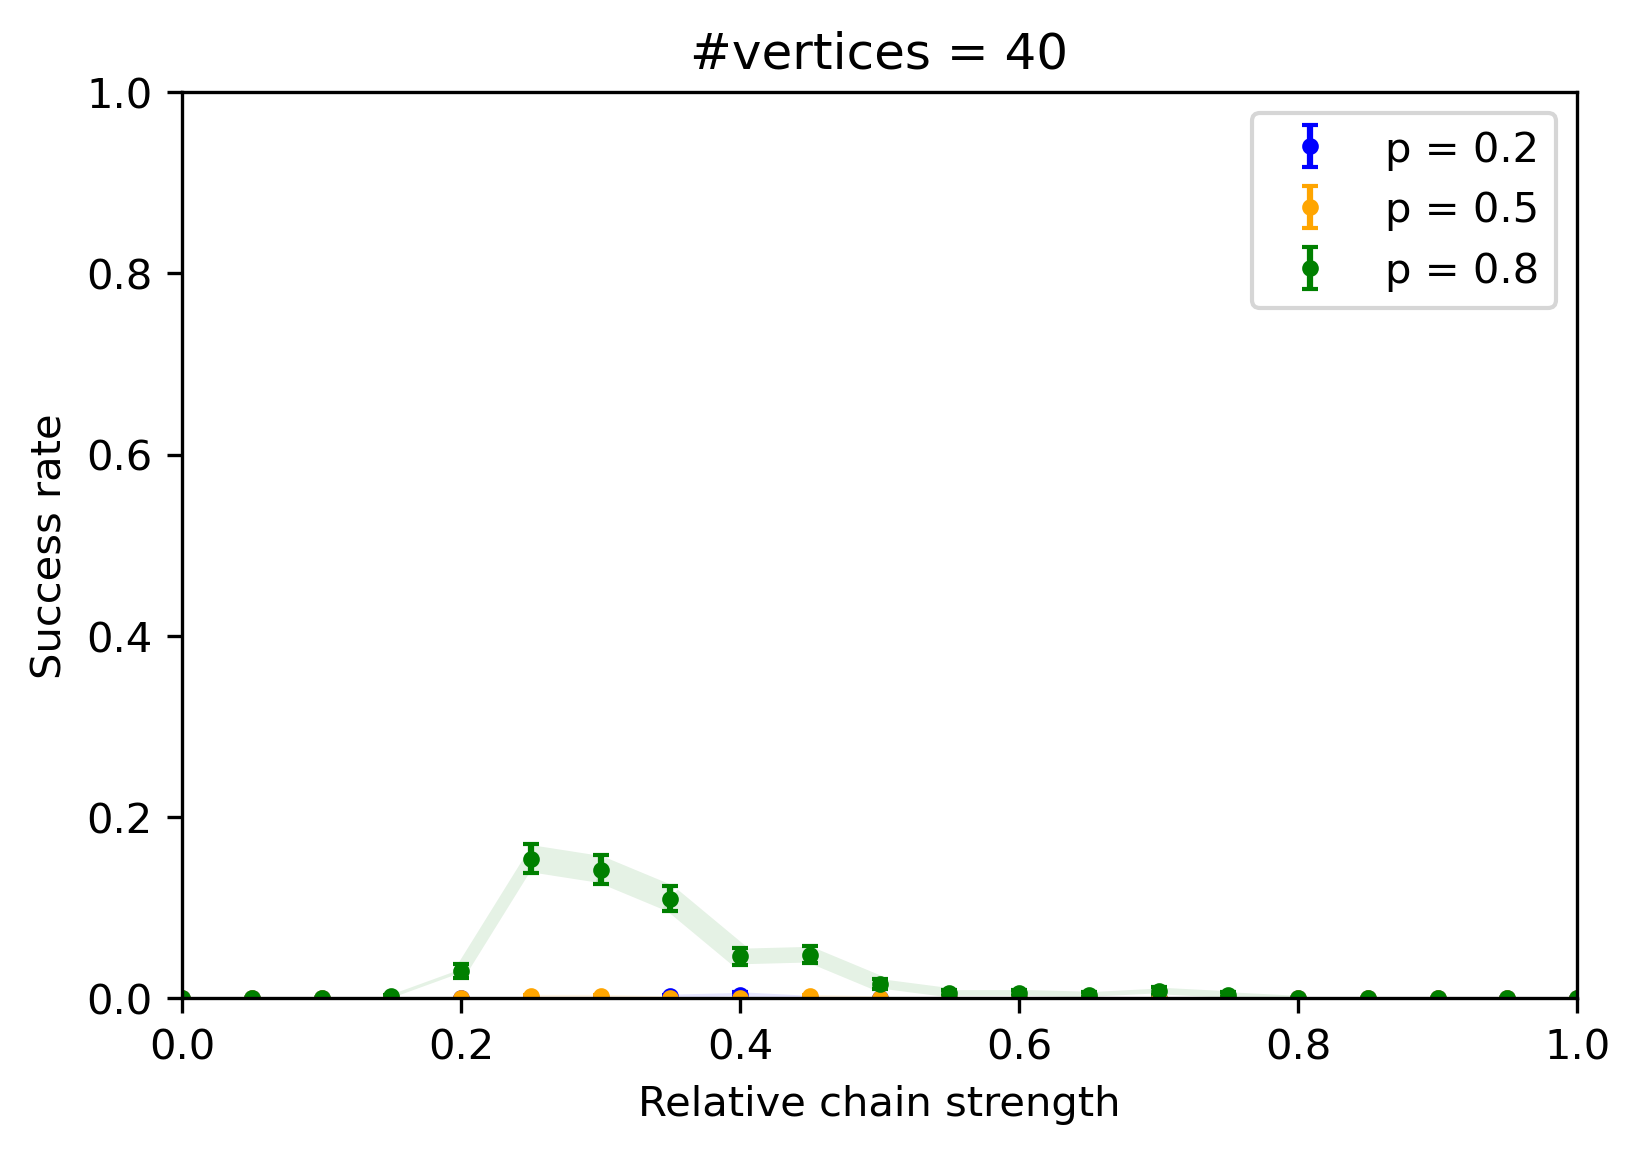 #vertices = 40
1.0
0.8
0.6
0.4
0.2
0.0
Success rate
p = 0.2
p = 0.5
p = 0.8
0.0 0.2 0.4 0.6 0.8 1.0
Relative chain strength